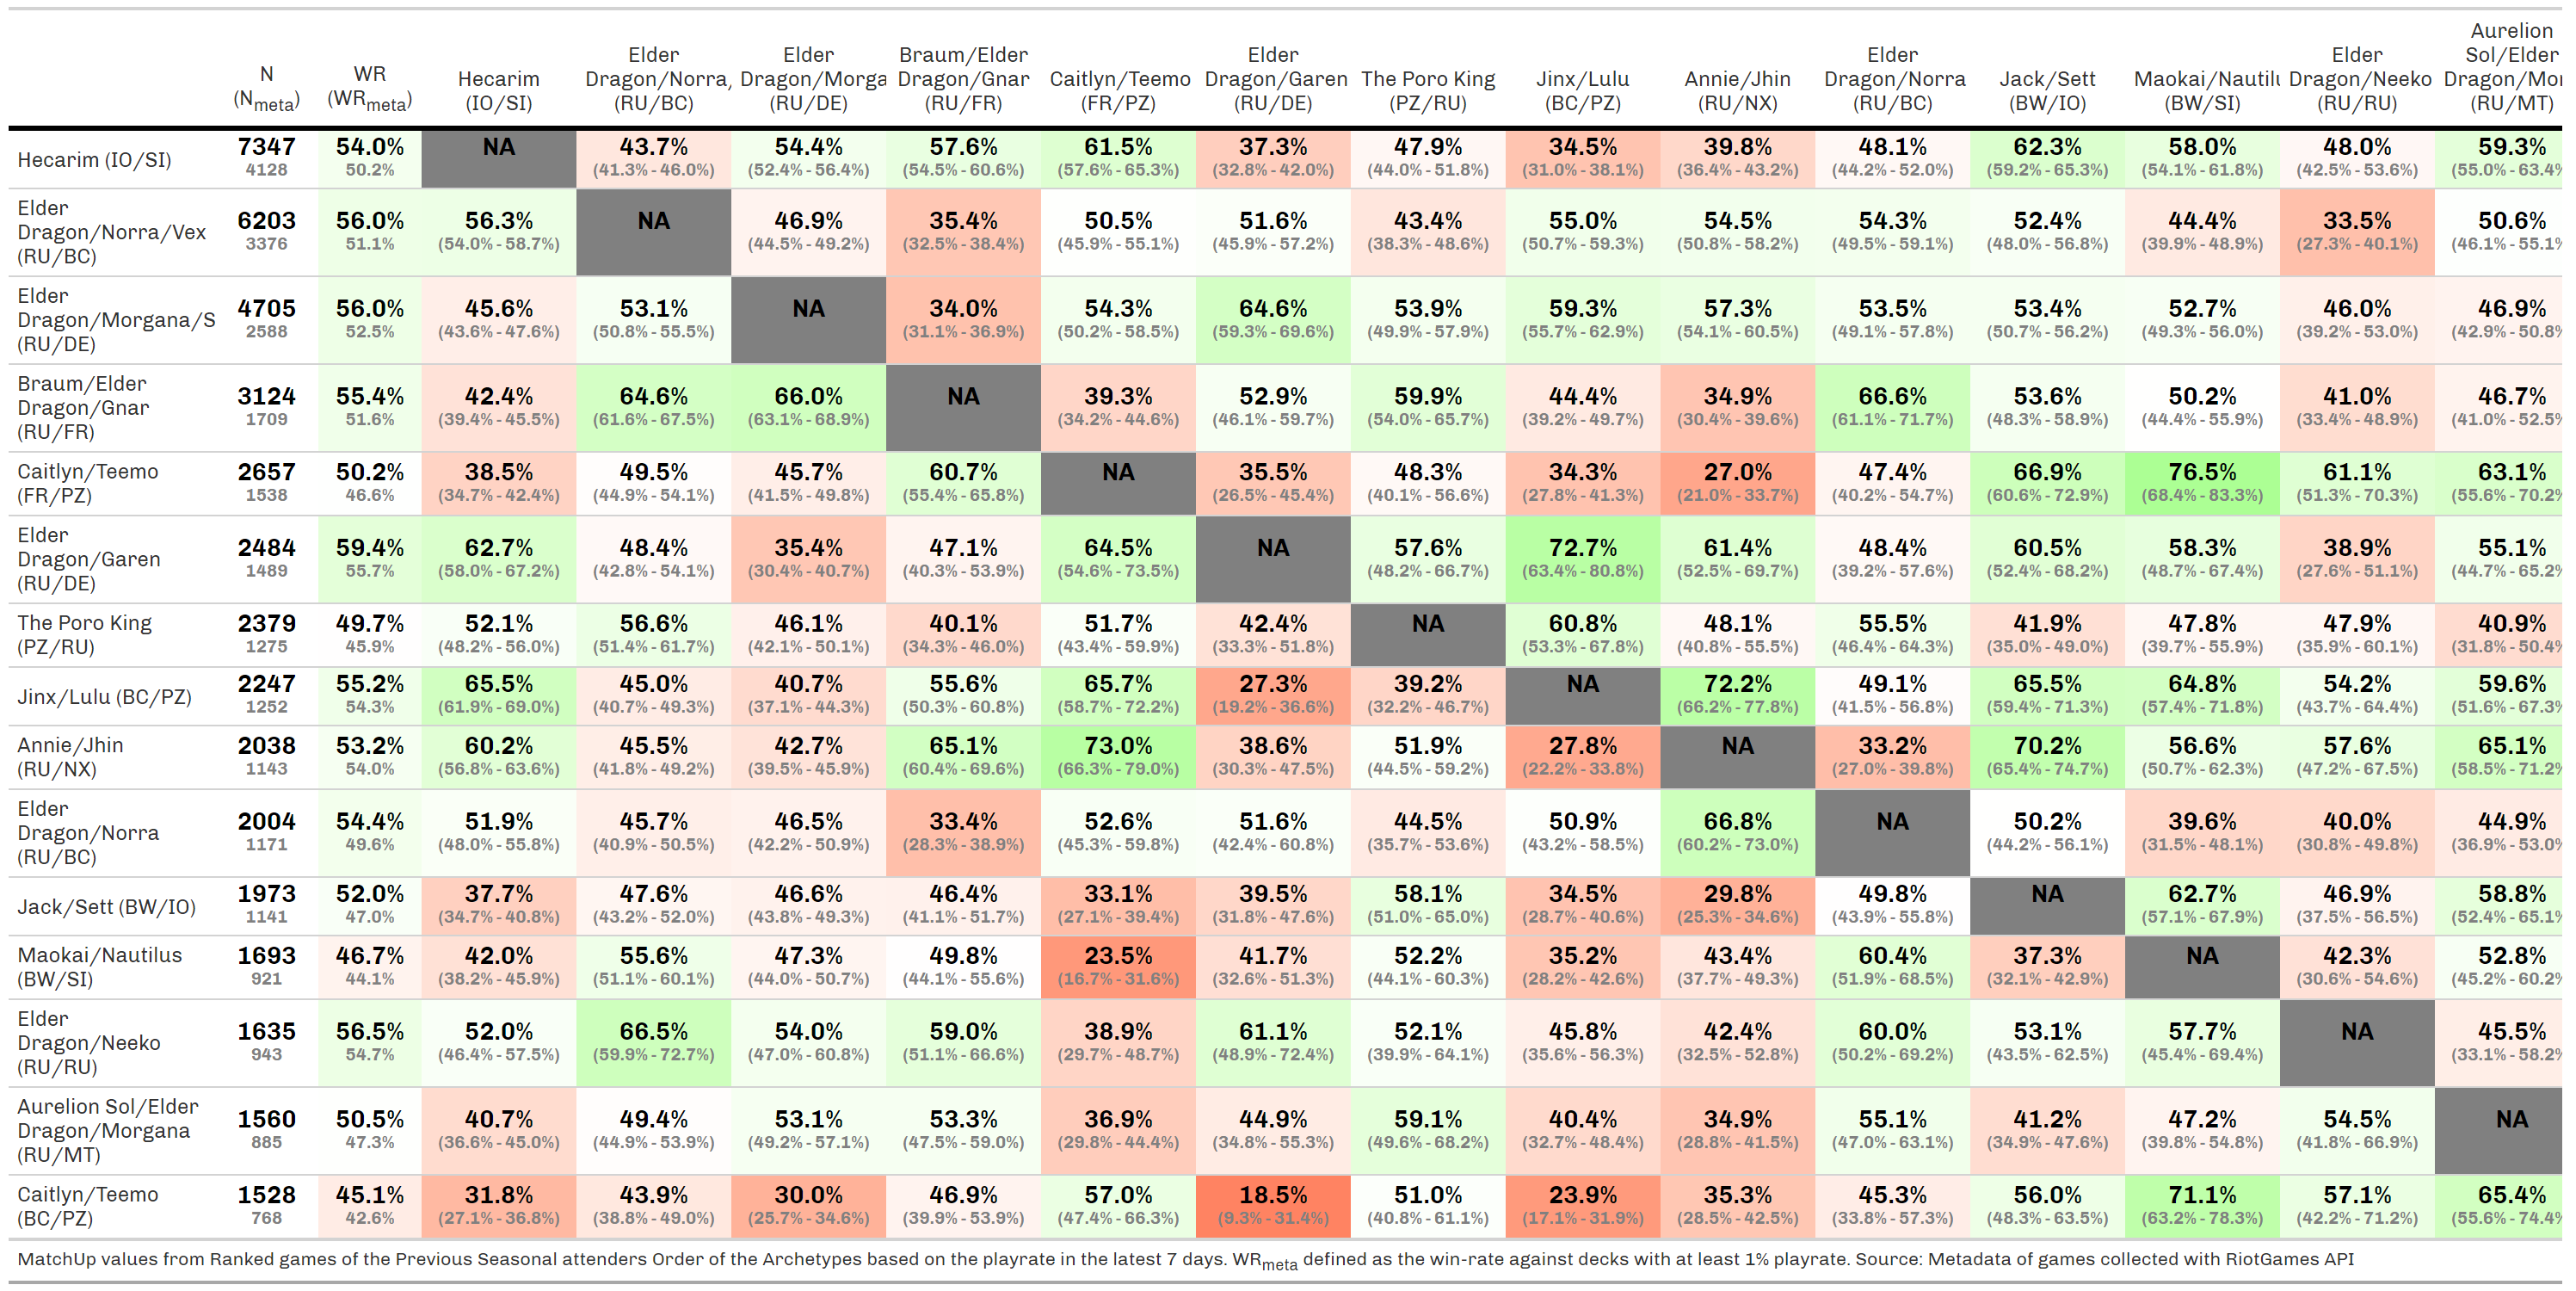 N
(Nmeta)
WR
(WRmeta)
Hecarim
(IO/SI)
Elder
Dragon/Norra,
(RU/BC)
Elder
Dragon/Morga
(RU/DE)
Braum/Elder
Dragon/Gnar
(RU/FR)
Caitlyn/Teemo
(FR/PZ)
Elder
Dragon/Garen
(RU/DE)
The Poro King
(PZ/RU)
Jinx/Lulu
(BC/PZ)
Annie/Jhin
(RU/NX)
Elder
Dragon/Norra
(RU/BC)
Jack/Sett
(BW/IO)
Maokai/Nautilu
(BW/SI)
Elder
Dragon/Neeko
(RU/RU)
Aurelion
Sol/Elder
Dragon/Mor
(RU/MT)
Hecarim (IO/SI)
7347 54.0% NA 43.7% 54.4% 57.6% 61.5% 37.3% 47.9% 34.5% 39.8% 48.1% 62.3% 58.0% 48.0% 59.3%
4128 50.2% (41.3% - 46.0%) (52.4% - 56.4%) (54.5% - 60.6%) (57.6% - 65.3%) (32.8% - 42.0%) (44.0% - 51.8%) (31.0% - 38.1%) (36.4% - 43.2%) (44.2% - 52.0%) (59.2% - 65.3%) (54.1% - 61.8%) (42.5% - 53.6%) (55.0% - 63.4%
Elder
Dragon/Norra/Vex
(RU/BC)
6203 56.0% 56.3% NA 46.9% 35.4% 50.5% 51.6% 43.4% 55.0% 54.5% 54.3% 52.4% 44.4% 33.5% 50.6%
3376 51.1% (54.0% - 58.7%) (44.5% - 49.2%) (32.5% - 38.4%) (45.9% - 55.1%) (45.9% - 57.2%) (38.3% - 48.6%) (50.7% - 59.3%) (50.8% - 58.2%) (49.5% - 59.1%) (48.0% - 56.8%) (39.9% - 48.9%) (27.3% - 40.1%) (46.1% - 55.1%
Elder
Dragon/Morgana/S
(RU/DE)
4705 56.0% 45.6% 53.1% NA 34.0% 54.3% 64.6% 53.9% 59.3% 57.3% 53.5% 53.4% 52.7% 46.0% 46.9%
2588 52.5% (43.6% - 47.6%) (50.8% - 55.5%) (31.1% - 36.9%) (50.2% - 58.5%) (59.3% - 69.6%) (49.9% - 57.9%) (55.7% - 62.9%) (54.1% - 60.5%) (49.1% - 57.8%) (50.7% - 56.2%) (49.3% - 56.0%) (39.2% - 53.0%) (42.9% - 50.8%
Braum/Elder
Dragon/Gnar
(RU/FR)
3124 55.4% 42.4% 64.6% 66.0% NA 39.3% 52.9% 59.9% 44.4% 34.9% 66.6% 53.6% 50.2% 41.0% 46.7%
1709 51.6% (39.4% - 45.5%) (61.6% - 67.5%) (63.1% - 68.9%) (34.2% - 44.6%) (46.1% - 59.7%) (54.0% - 65.7%) (39.2% - 49.7%) (30.4% - 39.6%) (61.1% - 71.7%) (48.3% - 58.9%) (44.4% - 55.9%) (33.4% - 48.9%) (41.0% - 52.5%
Caitlyn/Teemo
(FR/PZ)
2657 50.2% 38.5% 49.5% 45.7% 60.7% NA 35.5% 48.3% 34.3% 27.0% 47.4% 66.9% 76.5% 61.1% 63.1%
1538 46.6% (34.7% - 42.4%) (44.9% - 54.1%) (41.5% - 49.8%) (55.4% - 65.8%) (26.5% - 45.4%) (40.1% - 56.6%) (27.8% - 41.3%) (21.0% - 33.7%) (40.2% - 54.7%) (60.6% - 72.9%) (68.4% - 83.3%) (51.3% - 70.3%) (55.6% - 70.2%
Elder
Dragon/Garen
(RU/DE)
2484 59.4% 62.7% 48.4% 35.4% 47.1% 64.5% NA 57.6% 72.7% 61.4% 48.4% 60.5% 58.3% 38.9% 55.1%
1489 55.7% (58.0% - 67.2%) (42.8% - 54.1%) (30.4% - 40.7%) (40.3% - 53.9%) (54.6% - 73.5%) (48.2% - 66.7%) (63.4% - 80.8%) (52.5% - 69.7%) (39.2% - 57.6%) (52.4% - 68.2%) (48.7% - 67.4%) (27.6% - 51.1%) (44.7% - 65.2%
The Poro King
(PZ/RU)
2379 49.7% 52.1% 56.6% 46.1% 40.1% 51.7% 42.4% NA 60.8% 48.1% 55.5% 41.9% 47.8% 47.9% 40.9%
1275 45.9% (48.2% - 56.0%) (51.4% - 61.7%) (42.1% - 50.1%) (34.3% - 46.0%) (43.4% - 59.9%) (33.3% - 51.8%) (53.3% - 67.8%) (40.8% - 55.5%) (46.4% - 64.3%) (35.0% - 49.0%) (39.7% - 55.9%) (35.9% - 60.1%) (31.8% - 50.4%
Jinx/Lulu (BC/PZ)
2247 55.2% 65.5% 45.0% 40.7% 55.6% 65.7% 27.3% 39.2% NA 72.2% 49.1% 65.5% 64.8% 54.2% 59.6%
1252 54.3% (61.9% - 69.0%) (40.7% - 49.3%) (37.1% - 44.3%) (50.3% - 60.8%) (58.7% - 72.2%) (19.2% - 36.6%) (32.2% - 46.7%) (66.2% - 77.8%) (41.5% - 56.8%) (59.4% - 71.3%) (57.4% - 71.8%) (43.7% - 64.4%) (51.6% - 67.3%
Annie/Jhin
(RU/NX)
2038 53.2% 60.2% 45.5% 42.7% 65.1% 73.0% 38.6% 51.9% 27.8% NA 33.2% 70.2% 56.6% 57.6% 65.1%
1143 54.0% (56.8% - 63.6%) (41.8% - 49.2%) (39.5% - 45.9%) (60.4% - 69.6%) (66.3% - 79.0%) (30.3% - 47.5%) (44.5% - 59.2%) (22.2% - 33.8%) (27.0% - 39.8%) (65.4% - 74.7%) (50.7% - 62.3%) (47.2% - 67.5%) (58.5% - 71.2%
Elder
Dragon/Norra
(RU/BC)
2004 54.4% 51.9% 45.7% 46.5% 33.4% 52.6% 51.6% 44.5% 50.9% 66.8% NA 50.2% 39.6% 40.0% 44.9%
1171 49.6% (48.0% - 55.8%) (40.9% - 50.5%) (42.2% - 50.9%) (28.3% - 38.9%) (45.3% - 59.8%) (42.4% - 60.8%) (35.7% - 53.6%) (43.2% - 58.5%) (60.2% - 73.0%) (44.2% - 56.1%) (31.5% - 48.1%) (30.8% - 49.8%) (36.9% - 53.0%
Jack/Sett (BW/IO)
1973 52.0% 37.7% 47.6% 46.6% 46.4% 33.1% 39.5% 58.1% 34.5% 29.8% 49.8% NA 62.7% 46.9% 58.8%
1141 47.0% (34.7% - 40.8%) (43.2% - 52.0%) (43.8% - 49.3%) (41.1% - 51.7%) (27.1% - 39.4%) (31.8% - 47.6%) (51.0% - 65.0%) (28.7% - 40.6%) (25.3% - 34.6%) (43.9% - 55.8%) (57.1% - 67.9%) (37.5% - 56.5%) (52.4% - 65.1%
Maokai/Nautilus
(BW/SI)
1693 46.7% 42.0% 55.6% 47.3% 49.8% 23.5% 41.7% 52.2% 35.2% 43.4% 60.4% 37.3% NA 42.3% 52.8%
921 44.1% (38.2% - 45.9%) (51.1% - 60.1%) (44.0% - 50.7%) (44.1% - 55.6%) (16.7% - 31.6%) (32.6% - 51.3%) (44.1% - 60.3%) (28.2% - 42.6%) (37.7% - 49.3%) (51.9% - 68.5%) (32.1% - 42.9%) (30.6% - 54.6%) (45.2% - 60.2%
Elder
Dragon/Neeko
(RU/RU)
1635 56.5% 52.0% 66.5% 54.0% 59.0% 38.9% 61.1% 52.1% 45.8% 42.4% 60.0% 53.1% 57.7% NA 45.5%
943 54.7% (46.4% - 57.5%) (59.9% - 72.7%) (47.0% - 60.8%) (51.1% - 66.6%) (29.7% - 48.7%) (48.9% - 72.4%) (39.9% - 64.1%) (35.6% - 56.3%) (32.5% - 52.8%) (50.2% - 69.2%) (43.5% - 62.5%) (45.4% - 69.4%) (33.1% - 58.2%
Aurelion Sol/Elder
Dragon/Morgana
(RU/MT)
1560 50.5% 40.7% 49.4% 53.1% 53.3% 36.9% 44.9% 59.1% 40.4% 34.9% 55.1% 41.2% 47.2% 54.5% NA
885 47.3% (36.6% - 45.0%) (44.9% - 53.9%) (49.2% - 57.1%) (47.5% - 59.0%) (29.8% - 44.4%) (34.8% - 55.3%) (49.6% - 68.2%) (32.7% - 48.4%) (28.8% - 41.5%) (47.0% - 63.1%) (34.9% - 47.6%) (39.8% - 54.8%) (41.8% - 66.9%)
Caitlyn/Teemo
(BC/PZ)
1528 45.1% 31.8% 43.9% 30.0% 46.9% 57.0% 18.5% 51.0% 23.9% 35.3% 45.3% 56.0% 71.1% 57.1% 65.4%
768 42.6% (27.1% - 36.8%) (38.8% - 49.0%) (25.7% - 34.6%) (39.9% - 53.9%) (47.4% - 66.3%) (9.3% - 31.4%) (40.8% - 61.1%) (17.1% - 31.9%) (28.5% - 42.5%) (33.8% - 57.3%) (48.3% - 63.5%) (63.2% - 78.3%) (42.2% - 71.2%) (55.6% - 74.4%
MatchUp values from Ranked games of the Previous Seasonal attenders Order of the Archetypes based on the playrate in the latest 7 days. WRmeta defined as the win-rate against decks with at least 1% playrate. Source: Metadata of games collected with RiotGames API